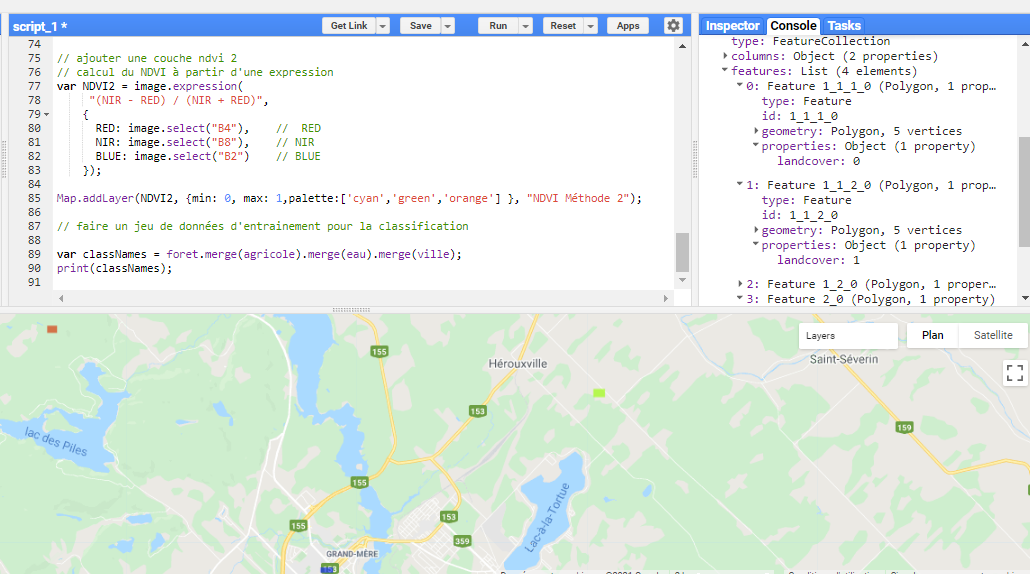 script_1 *
Get Link
Save
Run
Reset
Apps
74
75 // ajouter une couche ndvi 2
76 // calcul du NDVI à partir d'une expression
77 var NDVI2 = image.expression(
78 "(NIR - RED) / (NIR + RED)",
79 {
80 RED: image.select("B4"), // RED
81 NIR: image.select("B8"), // NIR
82 BLUE: image.select("B2") // BLUE
83 });
84
85 Map.addLayer(NDVI2, {min: 0, max: 1,palette:['cyan','green','orange'] }, "NDVI Méthode 2");
86
87 // faire un jeu de données d'entrainement pour la classification
88
89 var classNames = foret.merge(agricole).merge(eau).merge(ville);
90 print(classNames);
91
Inspector
Console
Tasks
type: FeatureCollection
columns: Object (2 properties)
features: List (4 elements)
0: Feature 1_1_1_0 (Polygon, 1 prop…
type: Feature
id: 1_1_1_0
geometry: Polygon, 5 vertices
properties: Object (1 property)
landcover: 0
1: Feature 1_1_2_0 (Polygon, 1 prop…
type: Feature
id: 1_1_2_0
geometry: Polygon, 5 vertices
properties: Object (1 property)
landcover: 1
2: Feature 1_2_0 (Polygon, 1 proper…
3: Feature 2_0 (Polygon, 1 property)
Layers
Plan
Satellite
155
Hérouxville
Saint-Séverin
153
159
lac des Piles
155
Lac-à-la-Tortue
153
155
359
GRAND-MÈRE